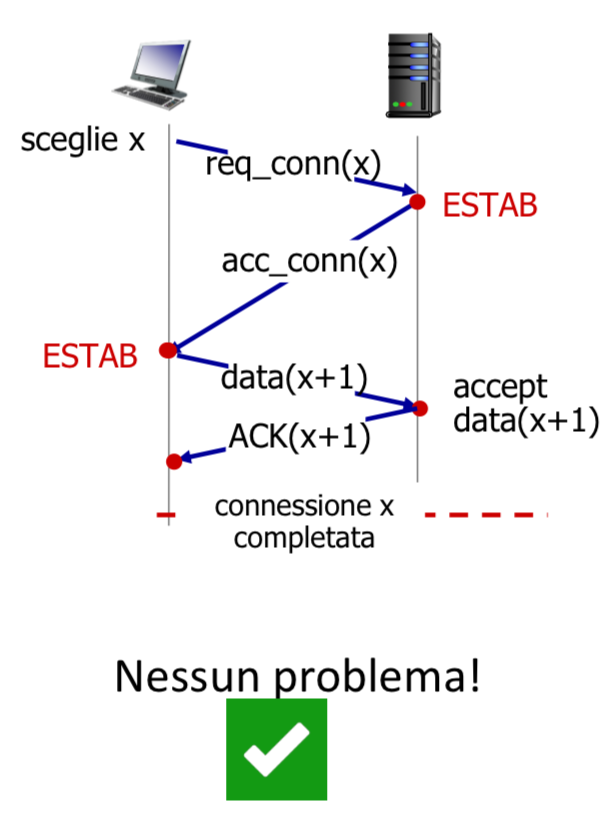 sceglie x
req_conn(x)
ESTAB
acc_conn(x)
ESTAB
data(x+1)
accept
data(x+1)
ACK(x+1)
connessione x
completata
Nessun problema!